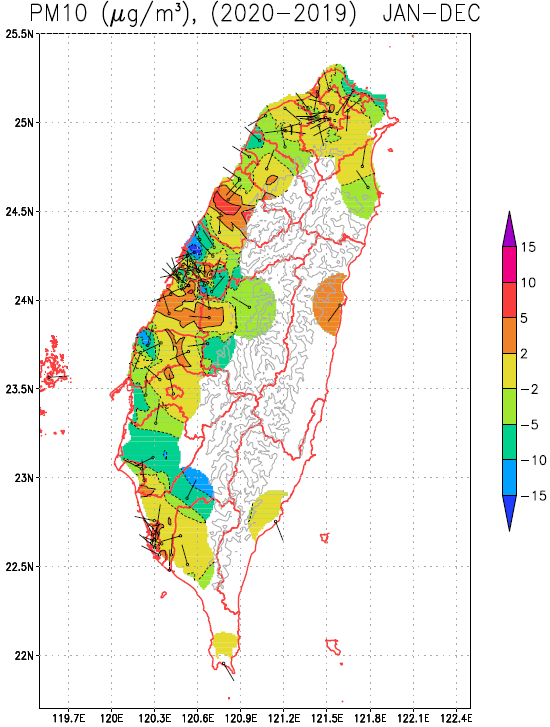 PM10 (μg/m³), (2020−2019) JAN−DEC
25.5N
25N
24.5N
24N
23.5N
23N
22.5N
22N
119.7E 120E 120.3E 120.6E 120.9E 121.2E 121.5E 121.8E 122.1E 122.4E
15
10
5
2
−2
−5
−10
−15